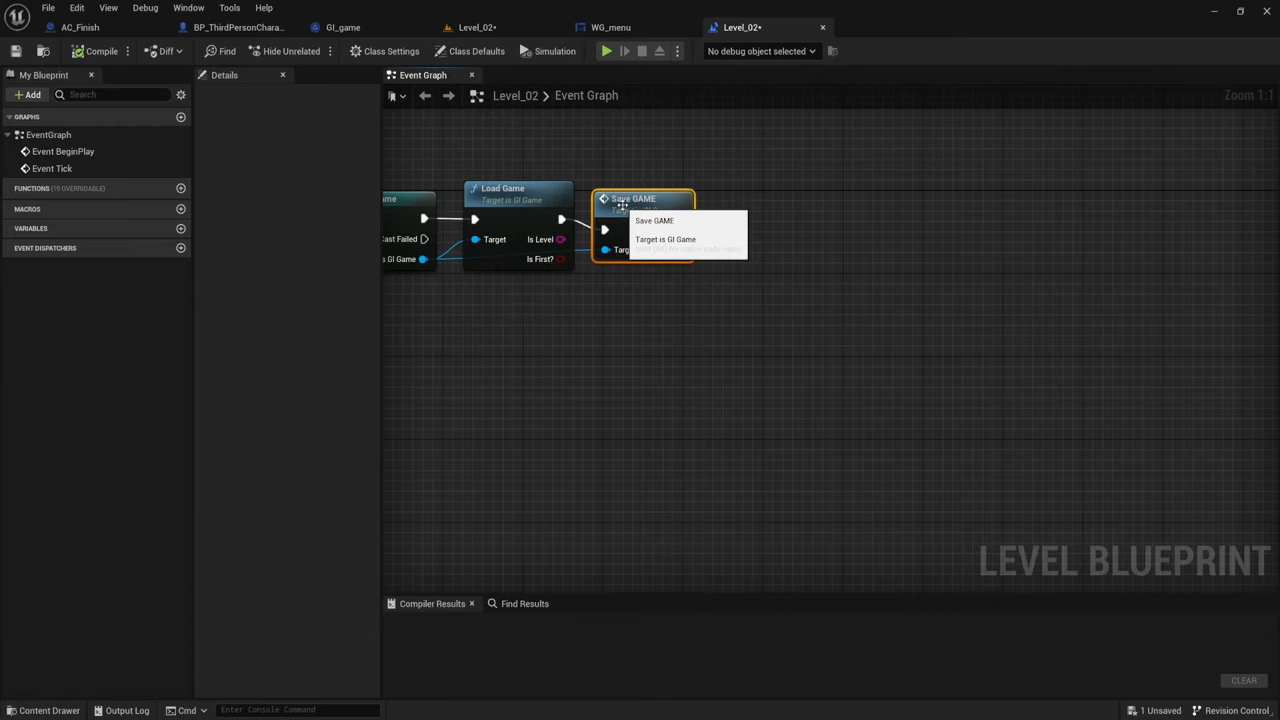 File Edit View Debug Window Tools Help
AC_Finish BP_ThirdPersonChara... GI_game Level_02• WG_menu Level_02•
Compile Diff Find Hide Unrelated Class Settings Class Defaults Simulation No debug object selected
My Blueprint Details Event Graph
Add Search Level_02 > Event Graph Zoom 1:1
GRAPHS
EventGraph
Event BeginPlay
Event Tick
FUNCTIONS (19 OVERRIDABLE)
MACROS
VARIABLES
EVENT DISPATCHERS
ame Load Game Save GAME
Target is GI Game
Save GAME
Cast Failed Target Is Level Target is GI Game
s GI Game Is First? Targ
LEVEL BLUEPRINT
Compiler Results Find Results
CLEAR
Content Drawer Output Log Cmd Enter Console Command 1 Unsaved Revision Control